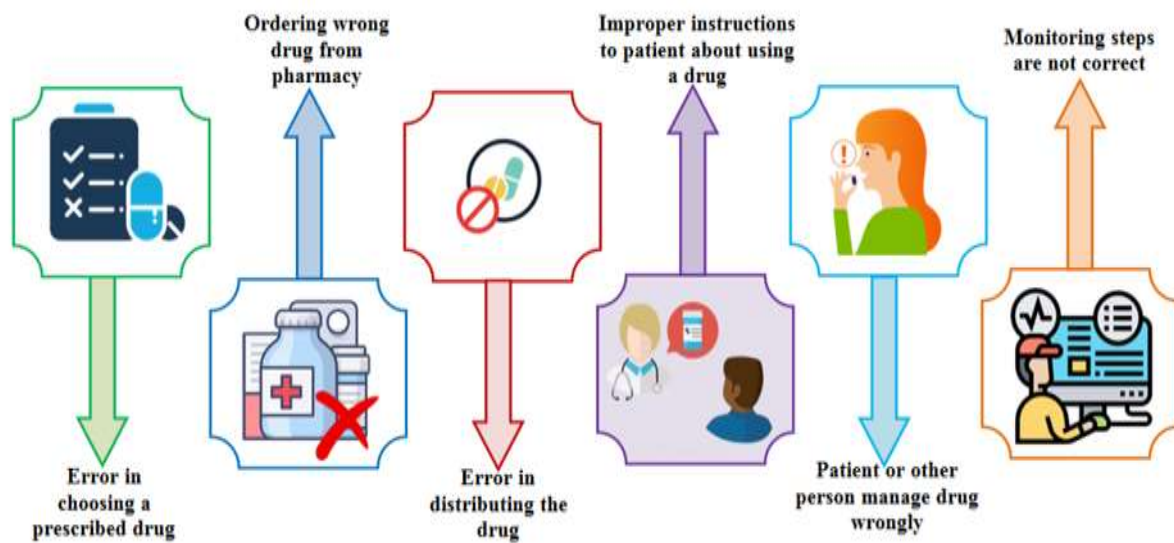 Error in
choosing a
prescribed drug
Ordering wrong
drug from
pharmacy
Error in
distributing the
drug
Improper instructions
to patient about using
a drug
Patient or other
person manage drug
wrongly
Monitoring steps
are not correct